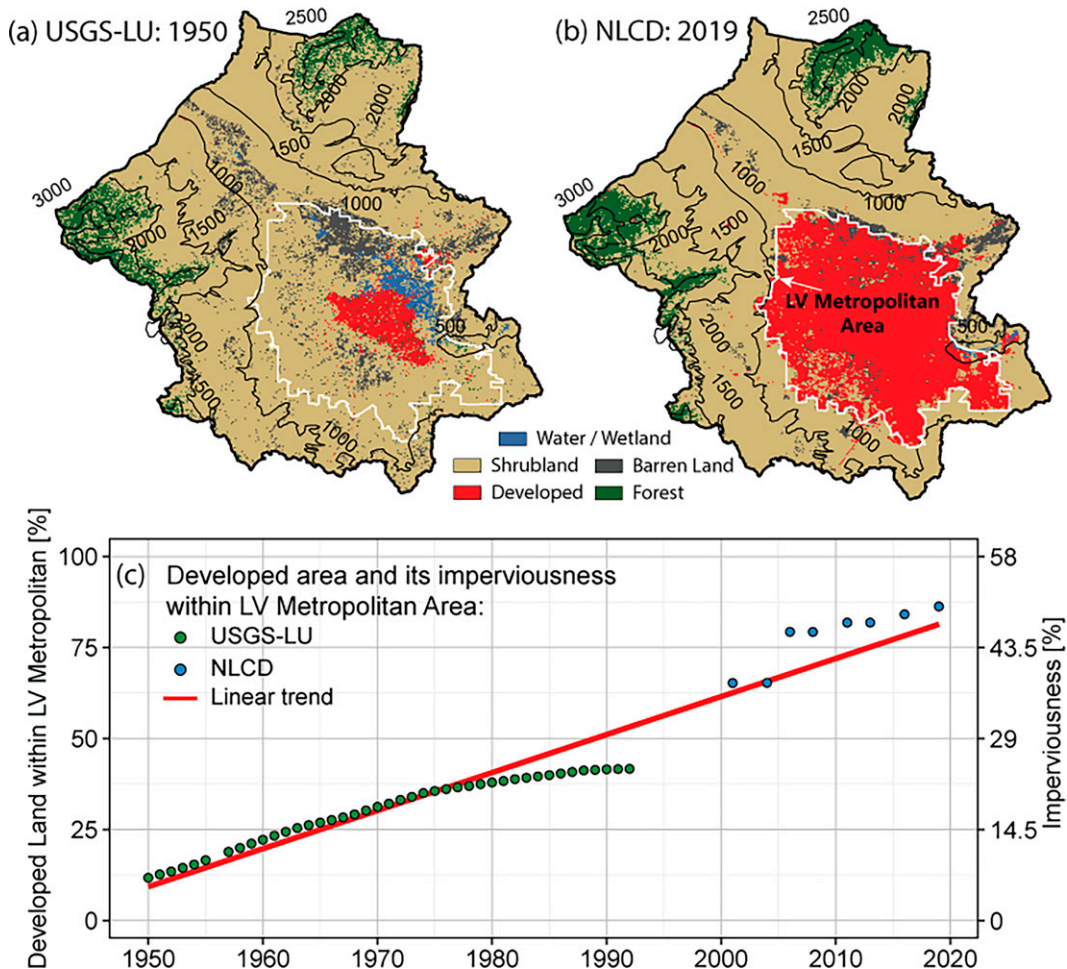 (a) USGS-LU: 1950
2500
2000
2000
500
1000
1500
3000
2000
1000
500
2000
1500
1000
(b) NLCD: 2019
2500
2000
2000
1500
1000
1000
3000
2000
1500
LV Metropolitan
Area
500
2000
1500
1000
Water / Wetland
Shrubland
Barren Land
Developed
Forest
Developed Land within LV Metropolitan [%]
100
75
50
25
0
(c) Developed area and its imperviousness
within LV Metropolitan Area:
USGS-LU
NLCD
Linear trend
58
43.5
29
14.5
0
Imperviousness [%]
1950
1960
1970
1980
1990
2000
2010
2020